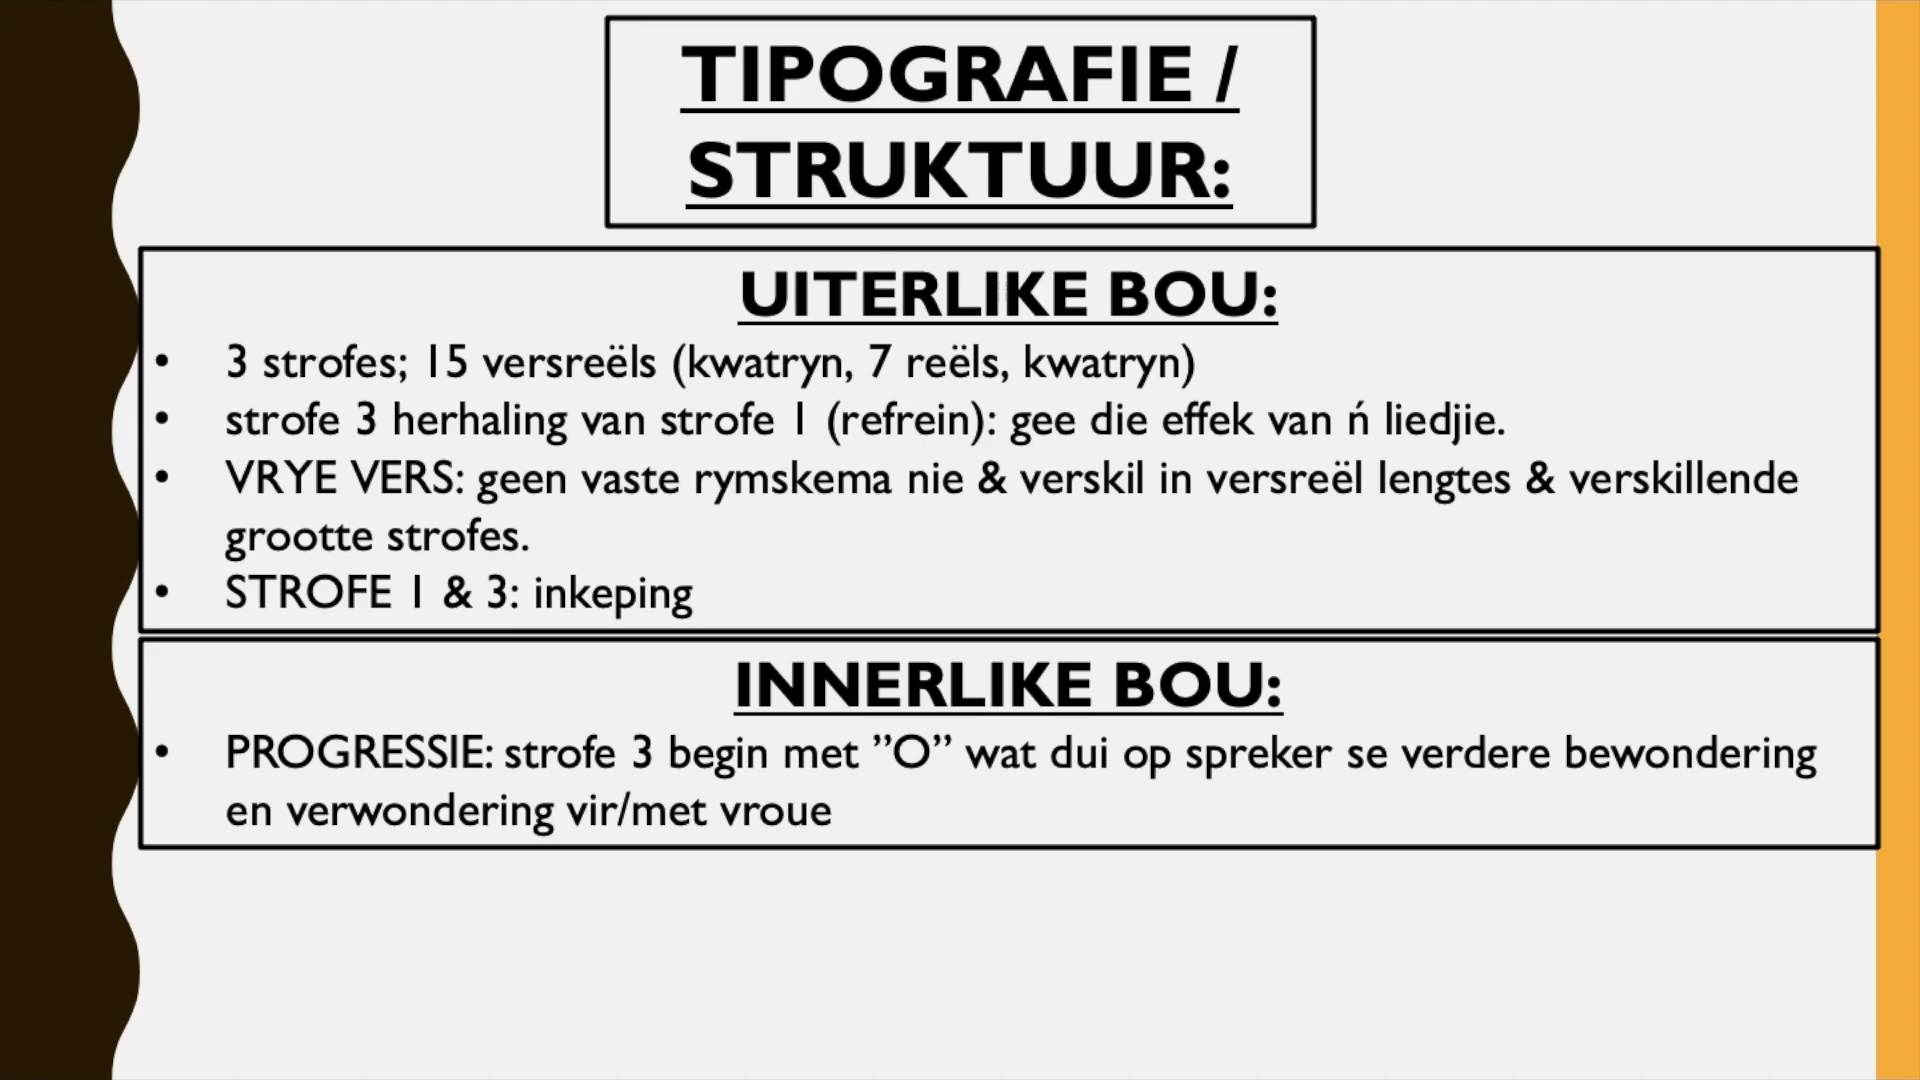 TIPOGRAFIE /
STRUKTUUR:
UITERLIKE BOU:
• 3 strofes; 15 versreëls (kwatryn, 7 reëls, kwatryn)
• strofe 3 herhaling van strofe 1 (refrein): gee die effek van ń liedjie.
• VRYE VERS: geen vaste rymskema nie & verskil in versreël lengtes & verskillende
grootte strofes.
• STROFE 1 & 3: inkeping
INNERLIKE BOU:
• PROGRESSIE: strofe 3 begin met ”O” wat dui op spreker se verdere bewondering
en verwondering vir/met vroue